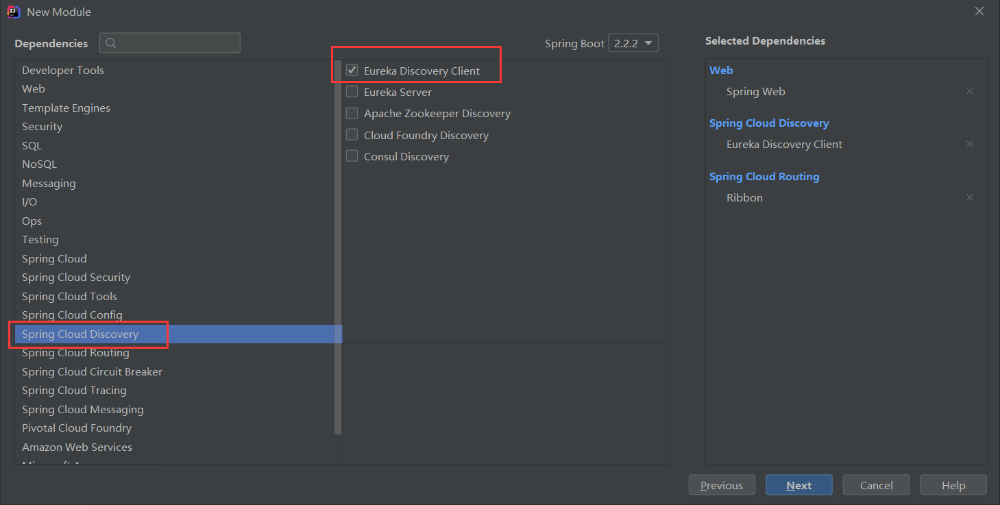 New Module
Dependencies
Spring Boot 2.2.2
Selected Dependencies
Developer Tools
Web
Template Engines
Security
SQL
NoSQL
Messaging
I/O
Ops
Testing
Spring Cloud
Spring Cloud Security
Spring Cloud Tools
Spring Cloud Config
Spring Cloud Discovery
Spring Cloud Routing
Spring Cloud Circuit Breaker
Spring Cloud Tracing
Spring Cloud Messaging
Pivotal Cloud Foundry
Amazon Web Services
Eureka Discovery Client
Eureka Server
Apache Zookeeper Discovery
Cloud Foundry Discovery
Consul Discovery
Web
Spring Web
Spring Cloud Discovery
Eureka Discovery Client
Spring Cloud Routing
Ribbon
Previous
Next
Cancel
Help